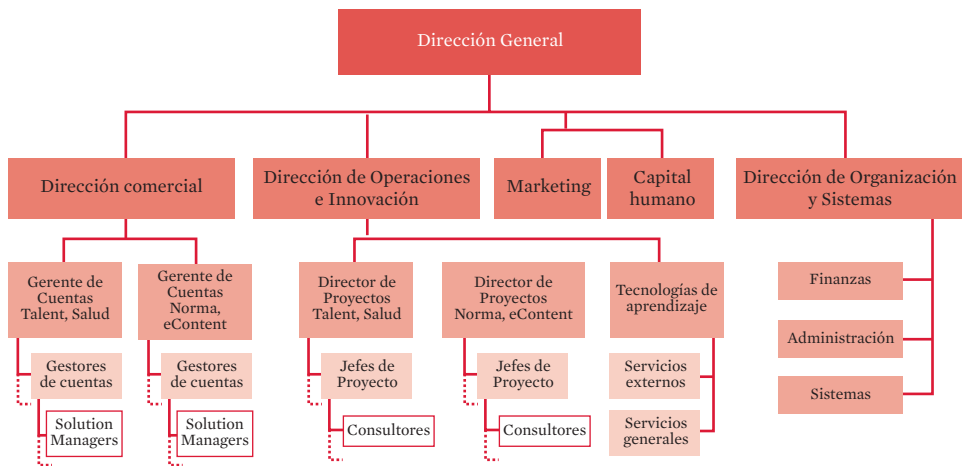 Dirección General
Dirección comercial
Dirección de Operaciones
e Innovación
Marketing
Capital
humano
Dirección de Organización
y Sistemas
Gerente de
Cuentas
Talent, Salud
Gerente de
Cuentas
Norma,
eContent
Director de
Proyectos
Talent, Salud
Director de
Proyectos
Norma, eContent
Tecnologías de
aprendizaje
Finanzas
Administración
Sistemas
Gestores
de cuentas
Gestores
de cuentas
Jefes de
Proyecto
Jefes de
Proyecto
Servicios
externos
Solution
Managers
Solution
Managers
Consultores
Consultores
Servicios
generales